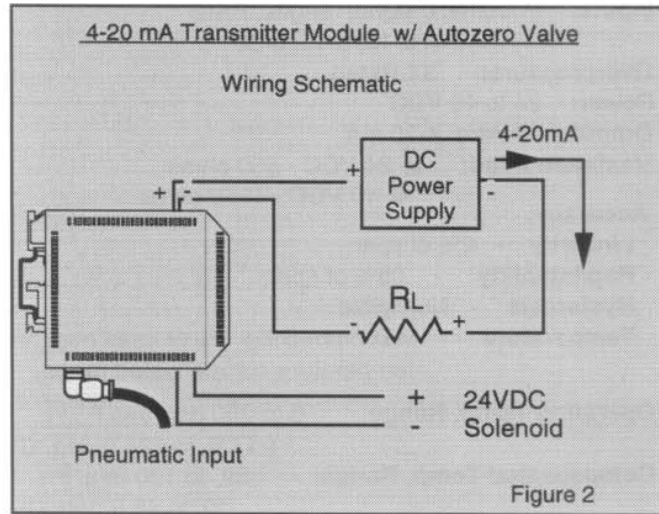 4-20 mA Transmitter Module w/ Autozero Valve
Wiring Schematic
4-20mA
DC
Power
Supply
+
-
+
-
RL
-
+
+
-
24VDC
Solenoid
Pneumatic Input
Figure 2